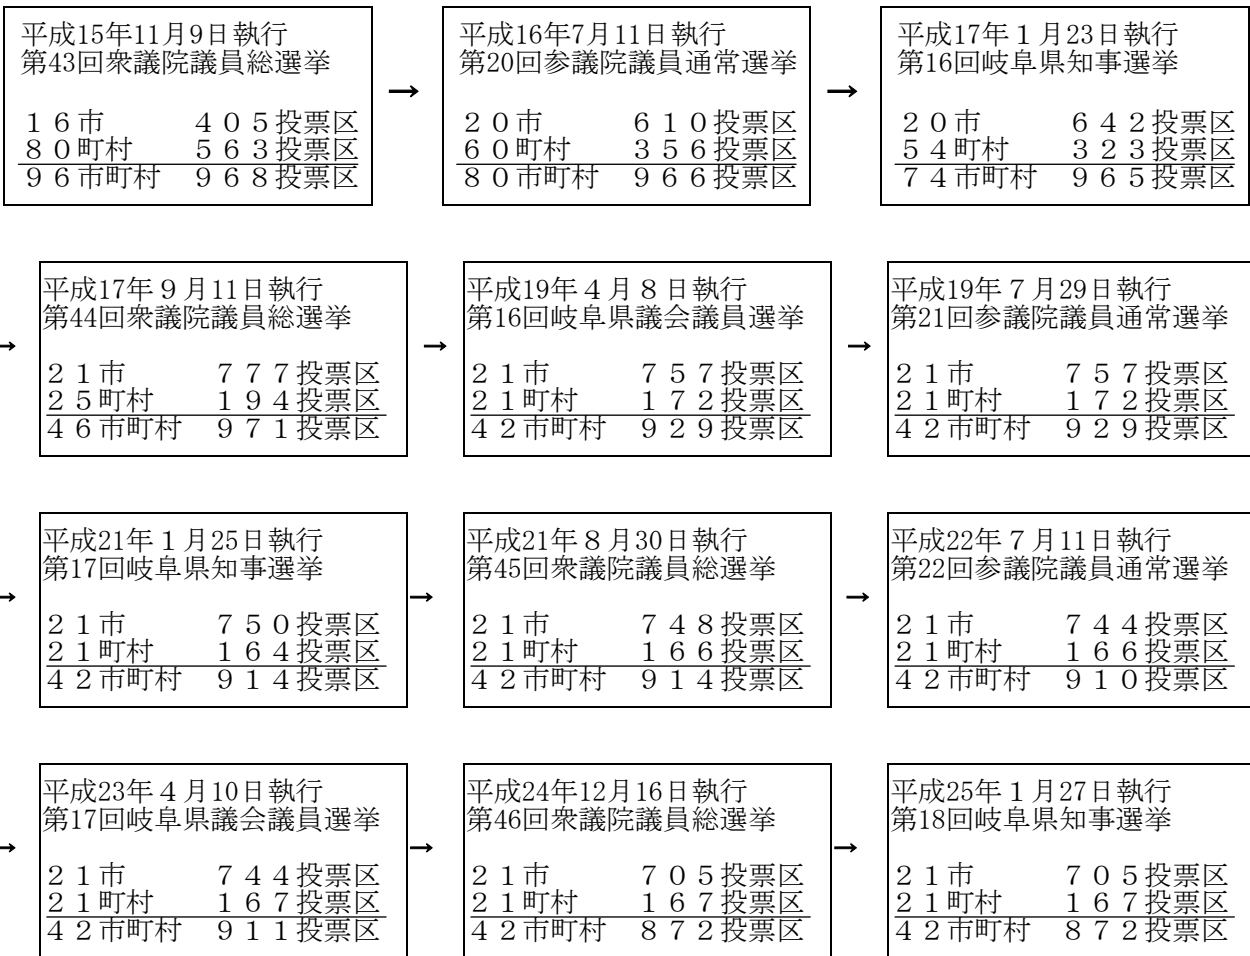 平成15年11月9日執行
第43回衆議院議員総選挙
１６市　４０５投票区
８０町村　５６３投票区
９６市町村　９６８投票区
→
平成16年7月11日執行
第20回参議院議員通常選挙
２０市　６１０投票区
６０町村　３５６投票区
８０市町村　９６６投票区
→
平成17年１月23日執行
第16回岐阜県知事選挙
２０市　６４２投票区
５４町村　３２３投票区
７４市町村　９６５投票区
→
平成17年９月11日執行
第44回衆議院議員総選挙
２１市　７７７投票区
２５町村　１９４投票区
４６市町村　９７１投票区
→
平成19年４月８日執行
第16回岐阜県議会議員選挙
２１市　７５７投票区
２１町村　１７２投票区
４２市町村　９２９投票区
→
平成19年７月29日執行
第21回参議院議員通常選挙
２１市　７５７投票区
２１町村　１７２投票区
４２市町村　９２９投票区
→
平成21年１月25日執行
第17回岐阜県知事選挙
２１市　７５０投票区
２１町村　１６４投票区
４２市町村　９１４投票区
→
平成21年８月30日執行
第45回衆議院議員総選挙
２１市　７４８投票区
２１町村　１６６投票区
４２市町村　９１４投票区
→
平成22年７月11日執行
第22回参議院議員通常選挙
２１市　７４４投票区
２１町村　１６６投票区
４２市町村　９１０投票区
→
平成23年４月10日執行
第17回岐阜県議会議員選挙
２１市　７４４投票区
２１町村　１６７投票区
４２市町村　９１１投票区
→
平成24年12月16日執行
第46回衆議院議員総選挙
２１市　７０５投票区
２１町村　１６７投票区
４２市町村　８７２投票区
→
平成25年１月27日執行
第18回岐阜県知事選挙
２１市　７０５投票区
２１町村　１６７投票区
４２市町村　８７２投票区